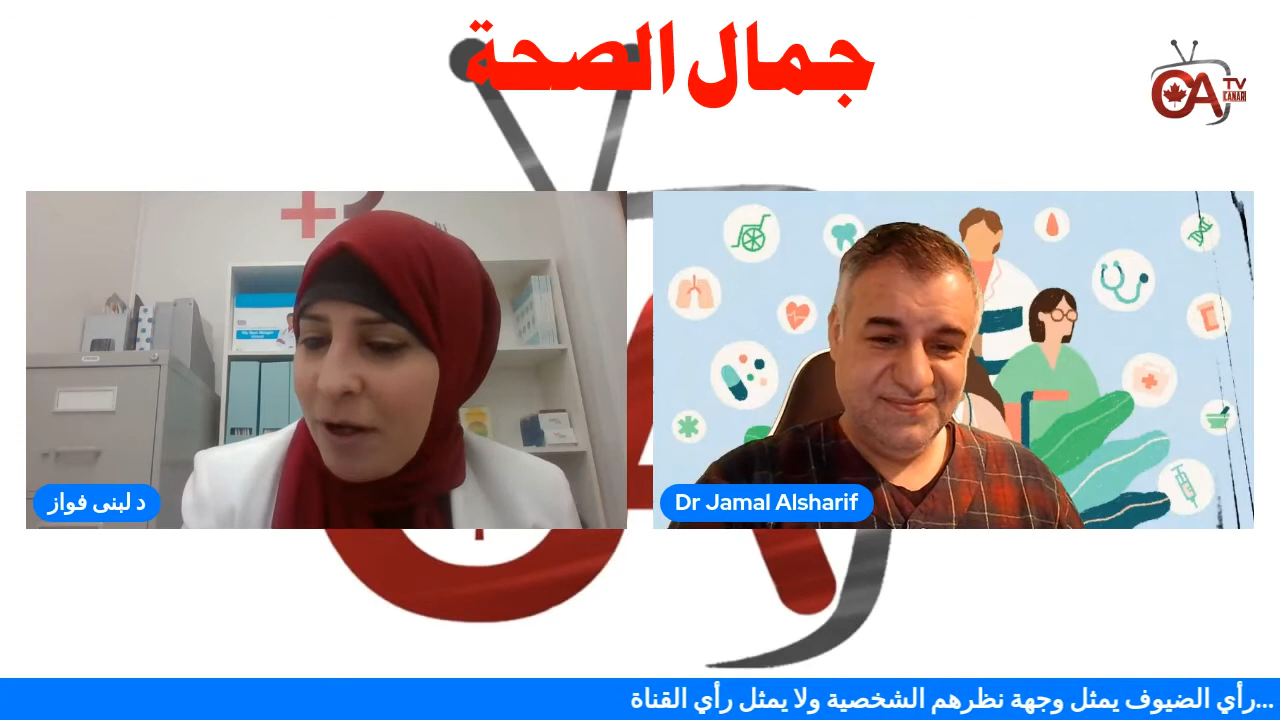 جمال الصحة
CA TV
CANARI
د لبنى فواز
Dr Jamal Alsharif
رأي الضيوف يمثل وجهة نظرهم الشخصية ولا يمثل رأي القناة...